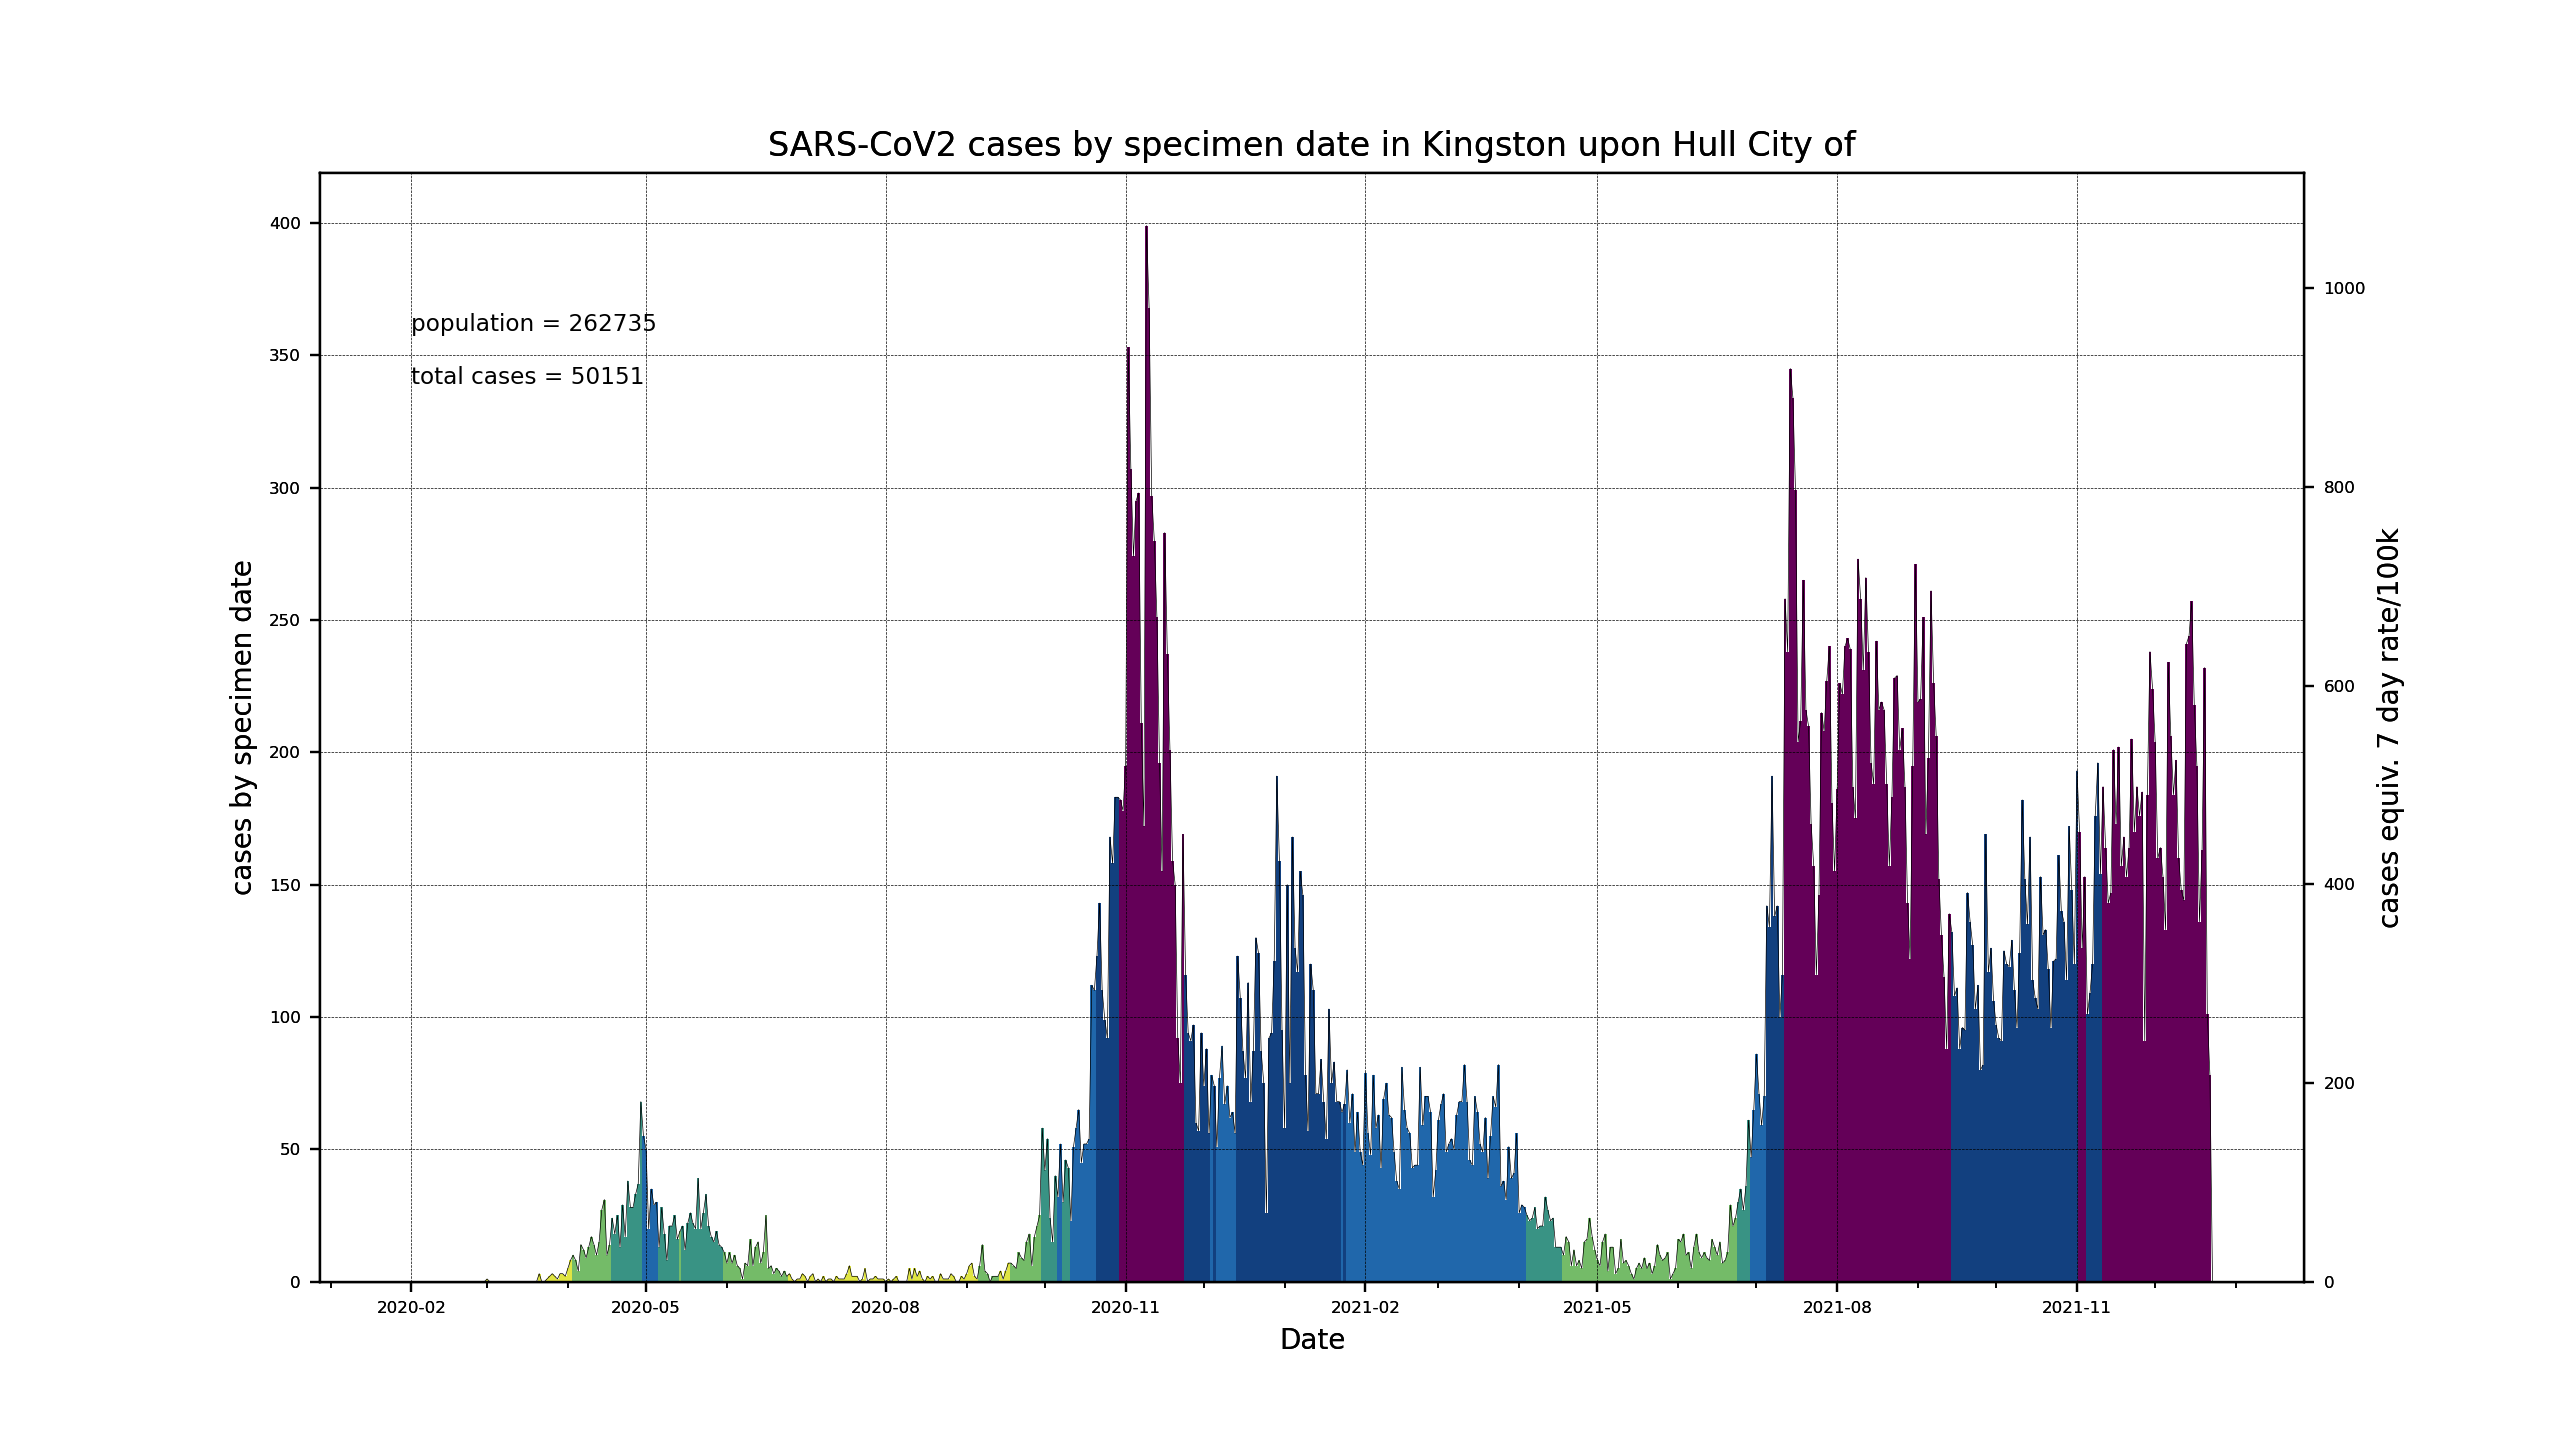 SARS-CoV2 cases by specimen date in Kingston upon Hull City of
population = 262735
total cases = 50151
cases by specimen date
400
350
300
250
200
150
100
50
0
1000
800
600
400
200
0
cases equiv. 7 day rate/100k
2020-02 2020-05 2020-08 2020-11 2021-02 2021-05 2021-08 2021-11
Date